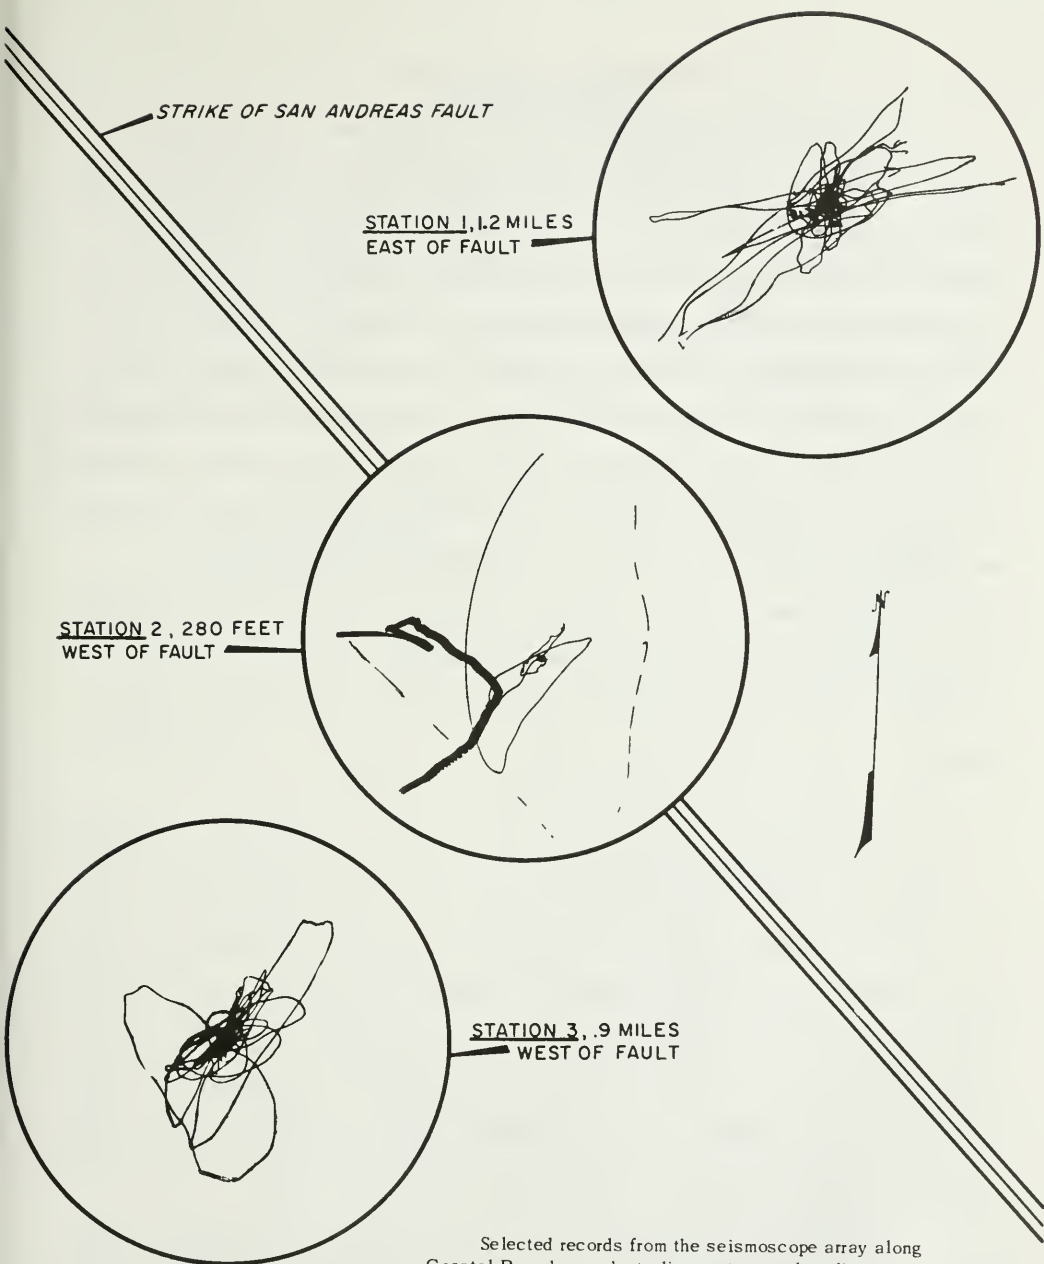 STRIKE OF SAN ANDREAS FAULT
STATION 1, 1.2 MILES
EAST OF FAULT
STATION 2, 280 FEET
WEST OF FAULT
N
STATION 3, .9 MILES
WEST OF FAULT
Selected records from the seismoscope array along